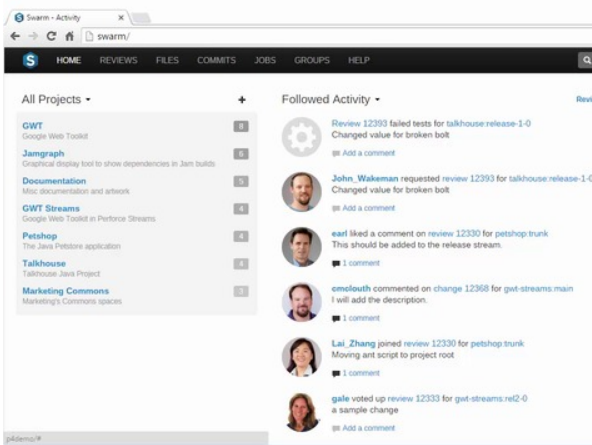 Swarm - Activity
swarm/
HOME REVIEWS FILES COMMITS JOBS GROUPS HELP
All Projects
+
GWT
8
Google Web Toolkit
Jamgraph
6
Graphical display tool to show dependencies in Jam builds
Documentation
5
Misc documentation and artwork
GWT Streams
4
Google Web Toolkit in Perforce Streams
Petshop
4
The Java Petstore application
Talkhouse
4
Talkhouse Java Project
Marketing Commons
3
Marketing's Commons spaces
Followed Activity
Revi
Review 12393 failed tests for talkhouse:release-1-0
Changed value for broken bolt
Add a comment
John_Wakeman requested review 12393 for talkhouse:release-1-0
Changed value for broken bolt
Add a comment
earl liked a comment on review 12330 for petshop:trunk
This should be added to the release stream.
1 comment
cmclouth commented on change 12368 for gwt-streams:main
I will add the description.
1 comment
Lai_Zhang joined review 12330 for petshop:trunk
Moving ant script to project root
1 comment
gale voted up review 12333 for gwt-streams:rel2-0
a sample change
Add a comment
p4demo/#